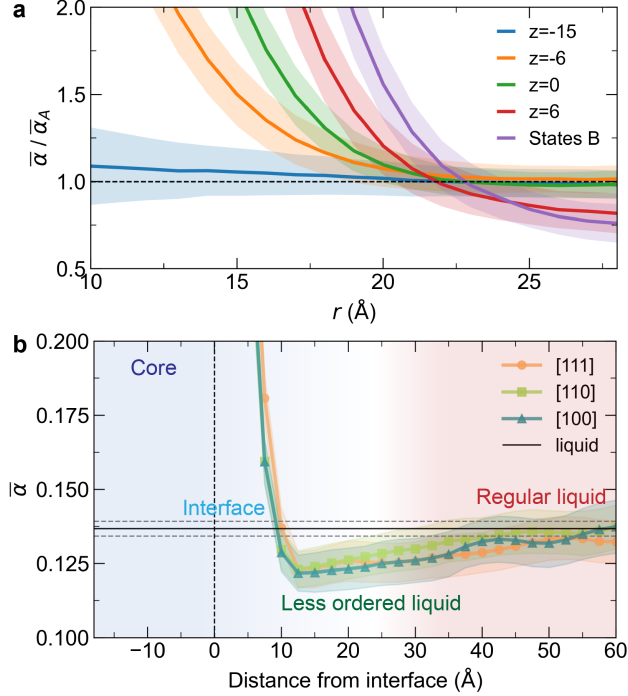 a
2.0
1.5
1.0
0.5
ᾱ / ᾱ_A
z=-15
z=-6
z=0
z=6
States B
10 15 20 25
r (Å)
b
0.200
0.175
0.150
0.125
0.100
ᾱ
Core
[111]
[110]
[100]
liquid
Interface
Regular liquid
Less ordered liquid
−10 0 10 20 30 40 50 60
Distance from interface (Å)